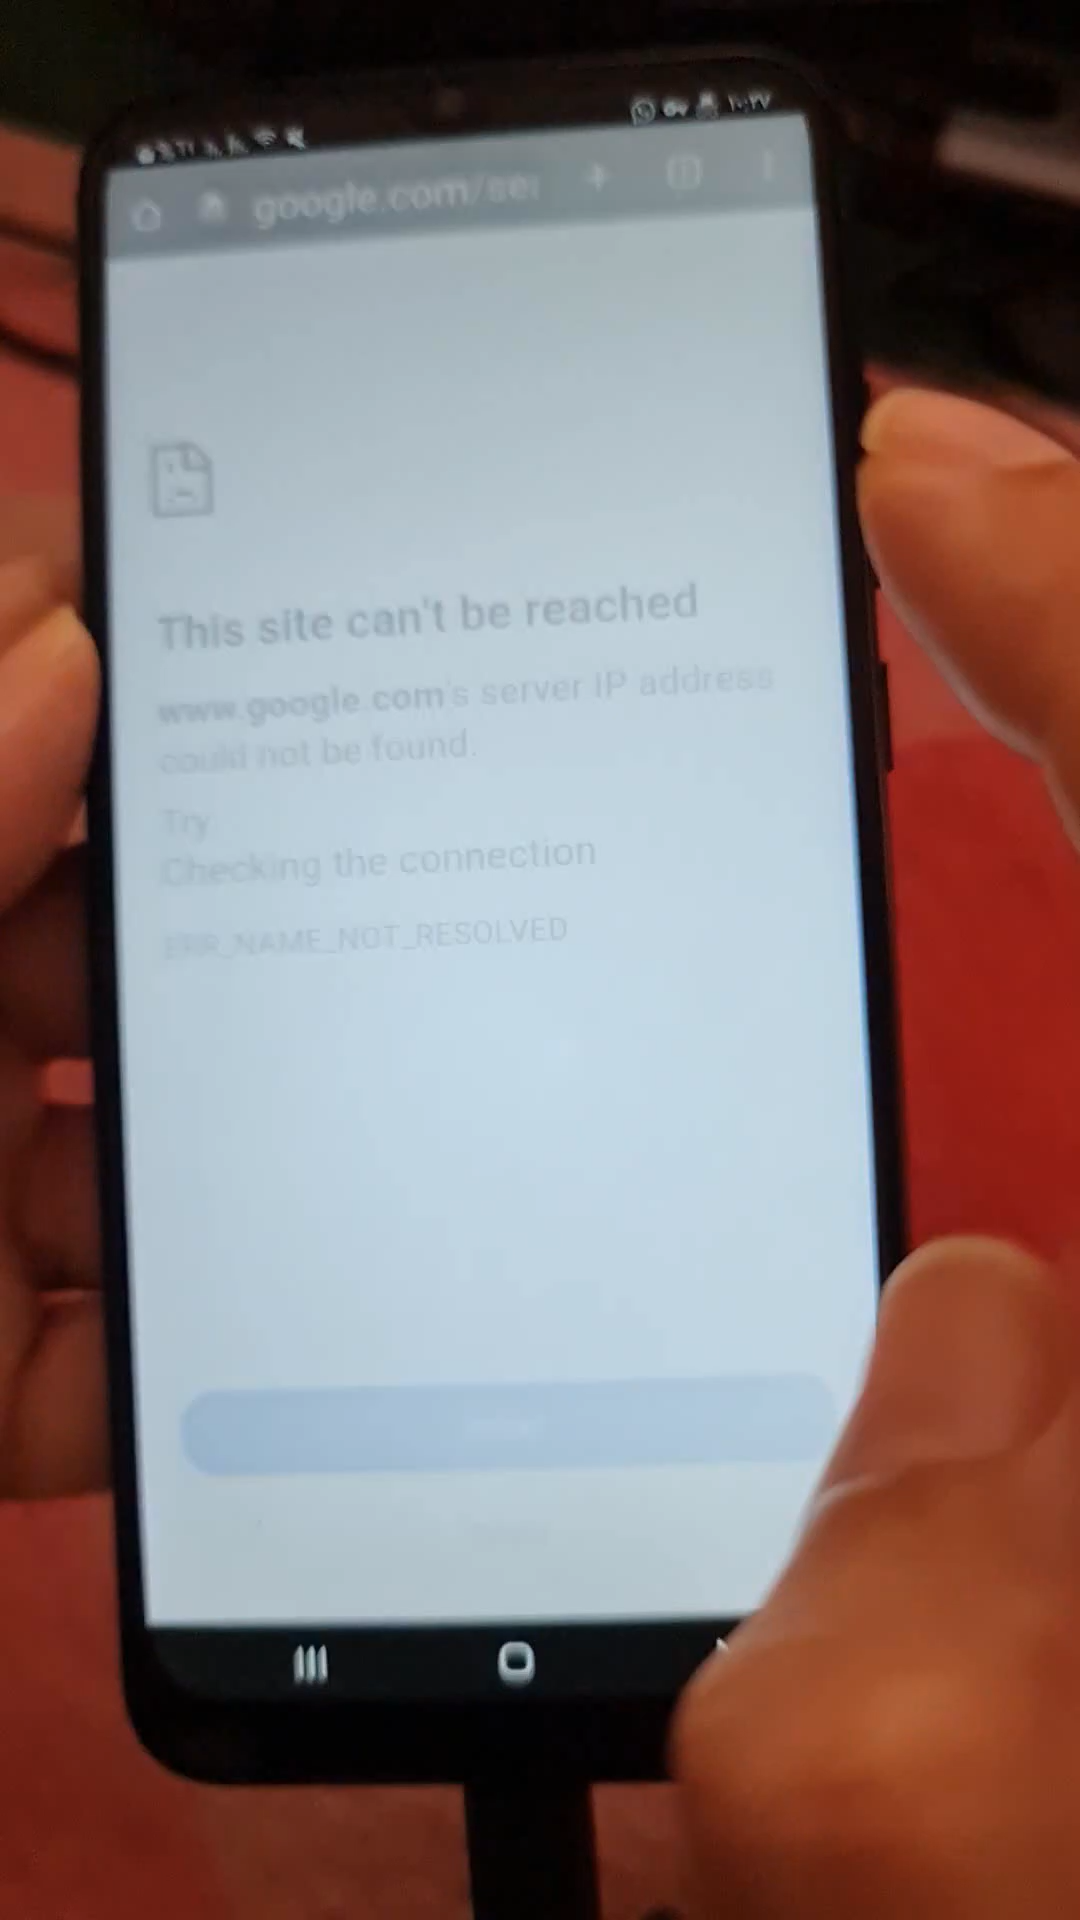 google.com/sea
This site can't be reached
www.google.com's server IP address
could not be found.
Try
Checking the connection
ERR_NAME_NOT_RESOLVED